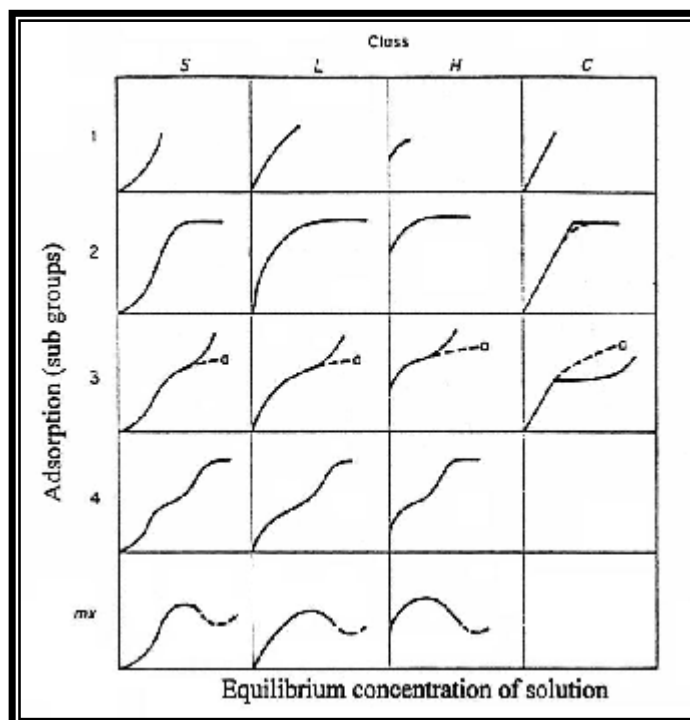 Class
S L H C
1
2
3
4
mx
Adsorption (sub groups)
Equilibrium concentration of solution